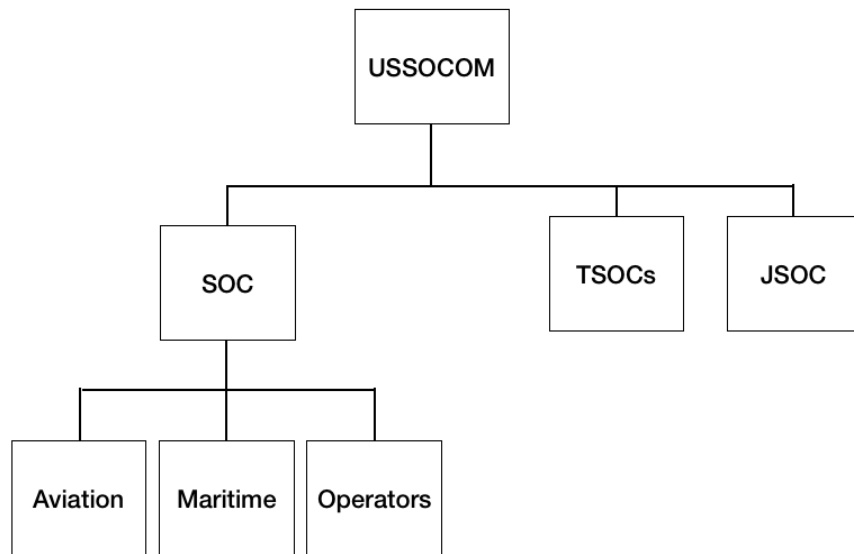 USSOCOM
SOC
TSOCs
JSOC
Aviation
Maritime
Operators